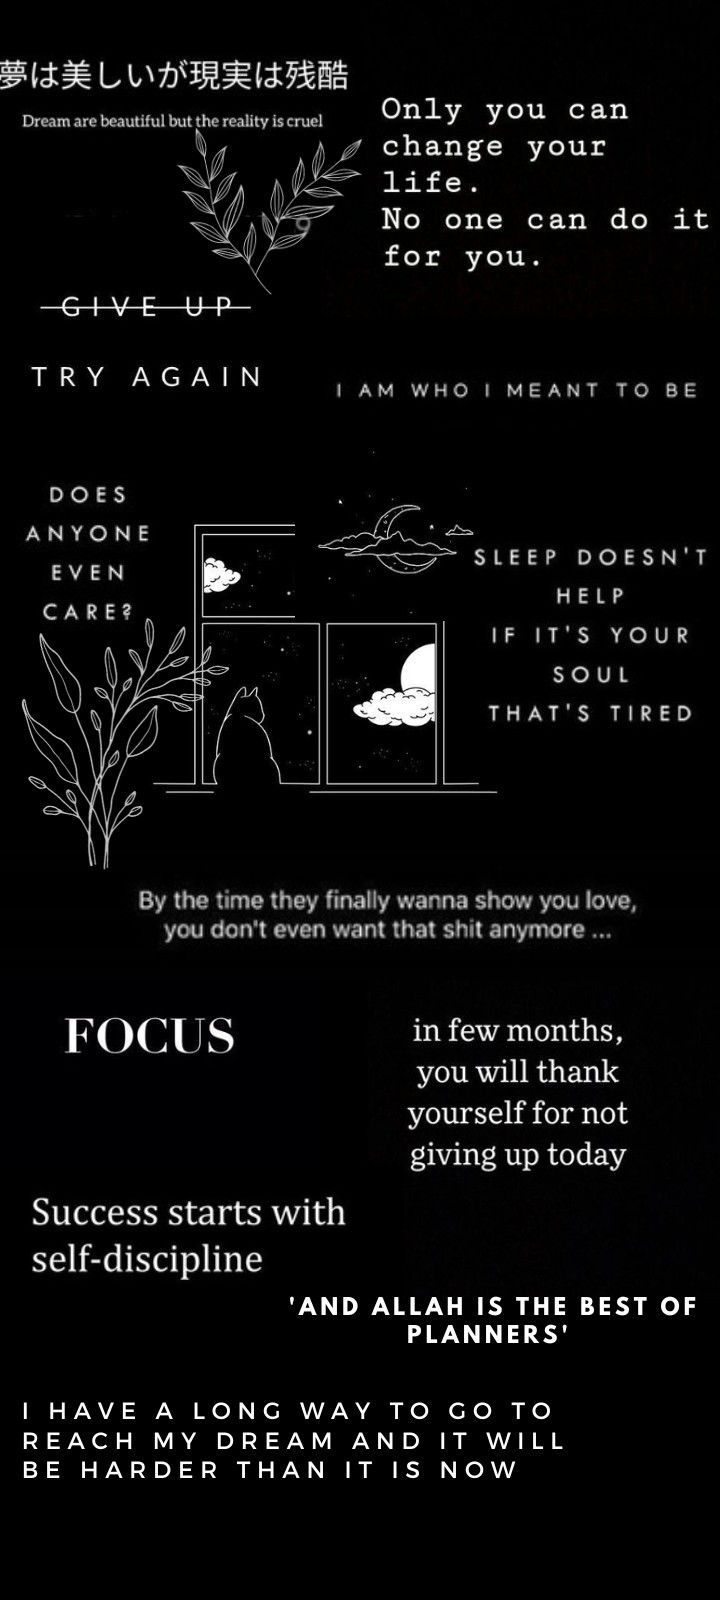 夢は美しいが現実は残酷
Dream are beautiful but the reality is cruel
Only you can
change your
life.
No one can do it
for you.
GIVE UP
TRY AGAIN
I AM WHO I MEANT TO BE
DOES
ANYONE
EVEN
CARE?
SLEEP DOESN'T
HELP
IF IT'S YOUR
SOUL
THAT'S TIRED
By the time they finally wanna show you love,
you don't even want that shit anymore ...
FOCUS
in few months,
you will thank
yourself for not
giving up today
Success starts with
self-discipline
'AND ALLAH IS THE BEST OF
PLANNERS'
I HAVE A LONG WAY TO GO TO
REACH MY DREAM AND IT WILL
BE HARDER THAN IT IS NOW